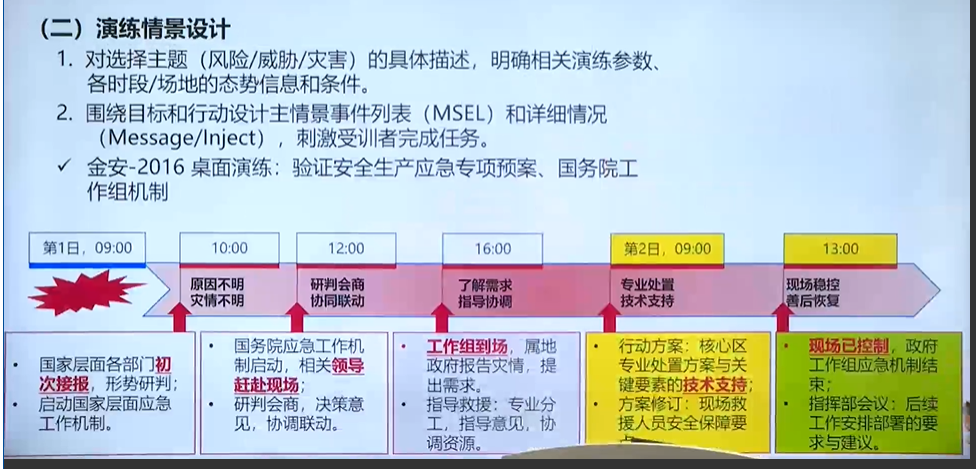 （二）演练情景设计
1. 对选择主题（风险/威胁/灾害）的具体描述，明确相关演练参数、
各时段/场地的态势信息和条件。
2. 围绕目标和行动设计主情景事件列表（MSEL）和详细情况
（Message/Inject），刺激受训者完成任务。
✓ 金安-2016 桌面演练：验证安全生产应急专项预案、国务院工
作组机制
第1日，09:00
10:00
12:00
16:00
第2日，09:00
13:00
原因不明
灾情不明
研判会商
协同联动
了解需求
指导协调
专业处置
技术支持
现场稳控
善后恢复
• 国家层面各部门初
次接报，形势研判；
• 启动国家层面应急
工作机制。
• 国务院应急工作机
制启动，相关领导
赶赴现场；
• 研判会商，决策意
见，协调联动。
• 工作组到场，属地
政府报告灾情，提
出需求。
• 指导救援：专业分
工，指导意见，协
调资源。
• 行动方案：核心区
专业处置方案与关
键要素的技术支持；
• 方案修订：现场救
援人员安全保障要
• 现场已控制，政府
工作组应急机制结
束；
• 指挥部会议：后续
工作安排部署的要
求与建议。